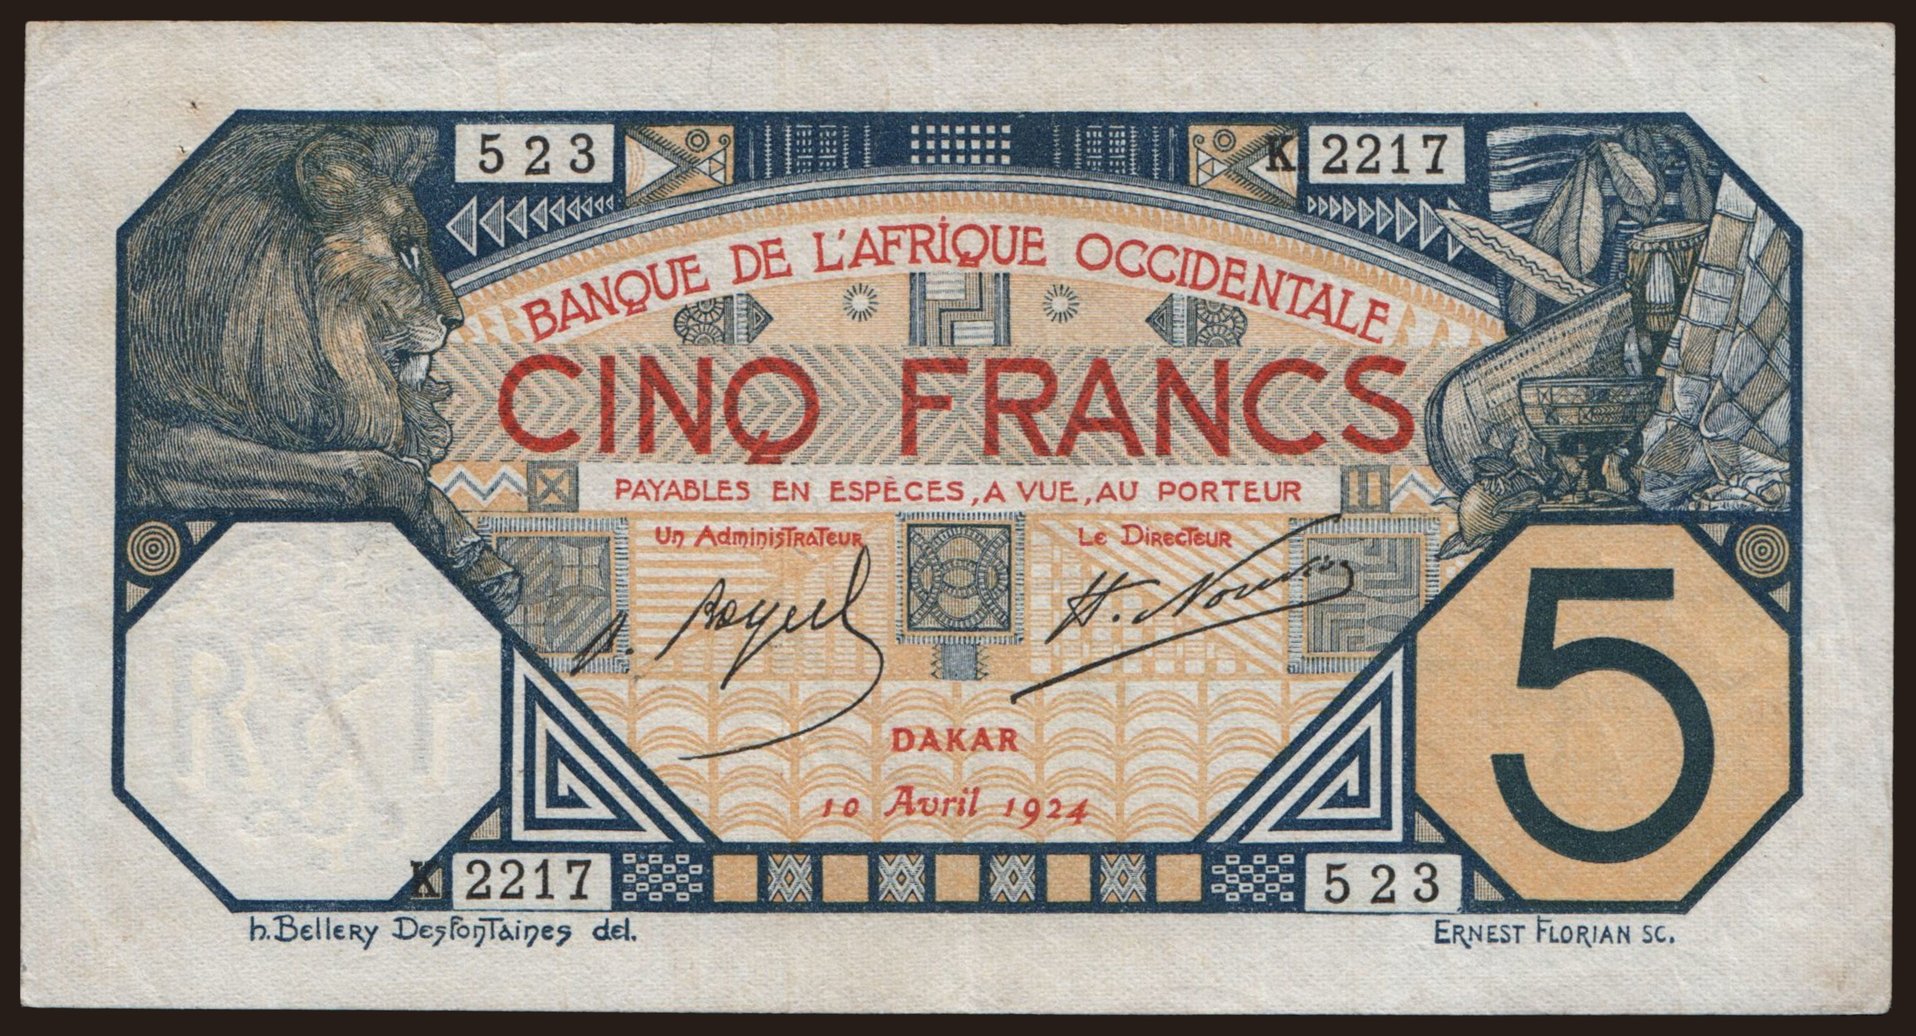 523
K 2217
BANQUE DE L'AFRIQUE OCCIDENTALE
CINQ FRANCS
PAYABLES EN ESPÈCES, A VUE, AU PORTEUR
Un Administrateur
Le Directeur
RF
5
DAKAR
10 Avril 1924
K 2217
523
h. Bellery Desfontaines del.
ERNEST FLORIAN SC.